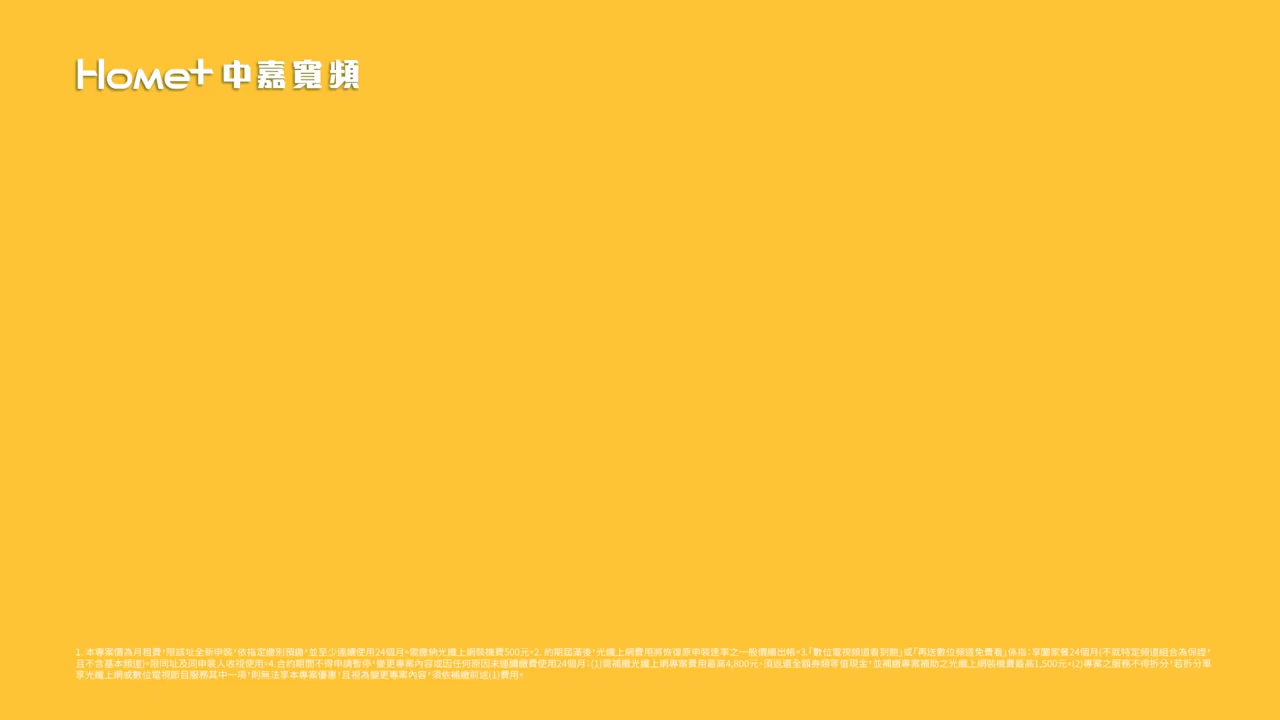 Home+ 中嘉寬頻
1. 本專案價為月租費，限該址全新申裝，依指定繳別預繳，並至少連續使用24個月。需繳納光纖上網裝機費500元。2. 約期屆滿後，光纖上網費用將恢復原申裝速率之一般價繳出帳。3.「數位電視頻道看到飽」或「再送數位頻道免費看」係指：享闔家餐24個月(不就特定頻道組合為保證，
且不含基本頻道)。限同址及同申裝人收視使用。4.合約期間不得申請暫停，變更專案內容或因任何原因未連續繳費使用24個月：(1)需補繳光纖上網專案費用最高4,800元、須返還全額券類等值現金，並補繳專案補助之光纖上網裝機費最高1,500元。(2)專案之服務不得拆分，若拆分單
享光纖上網或數位電視節目服務其中一項，則無法享本專案優惠，且視為變更專案內容，須依補繳前述(1)費用。